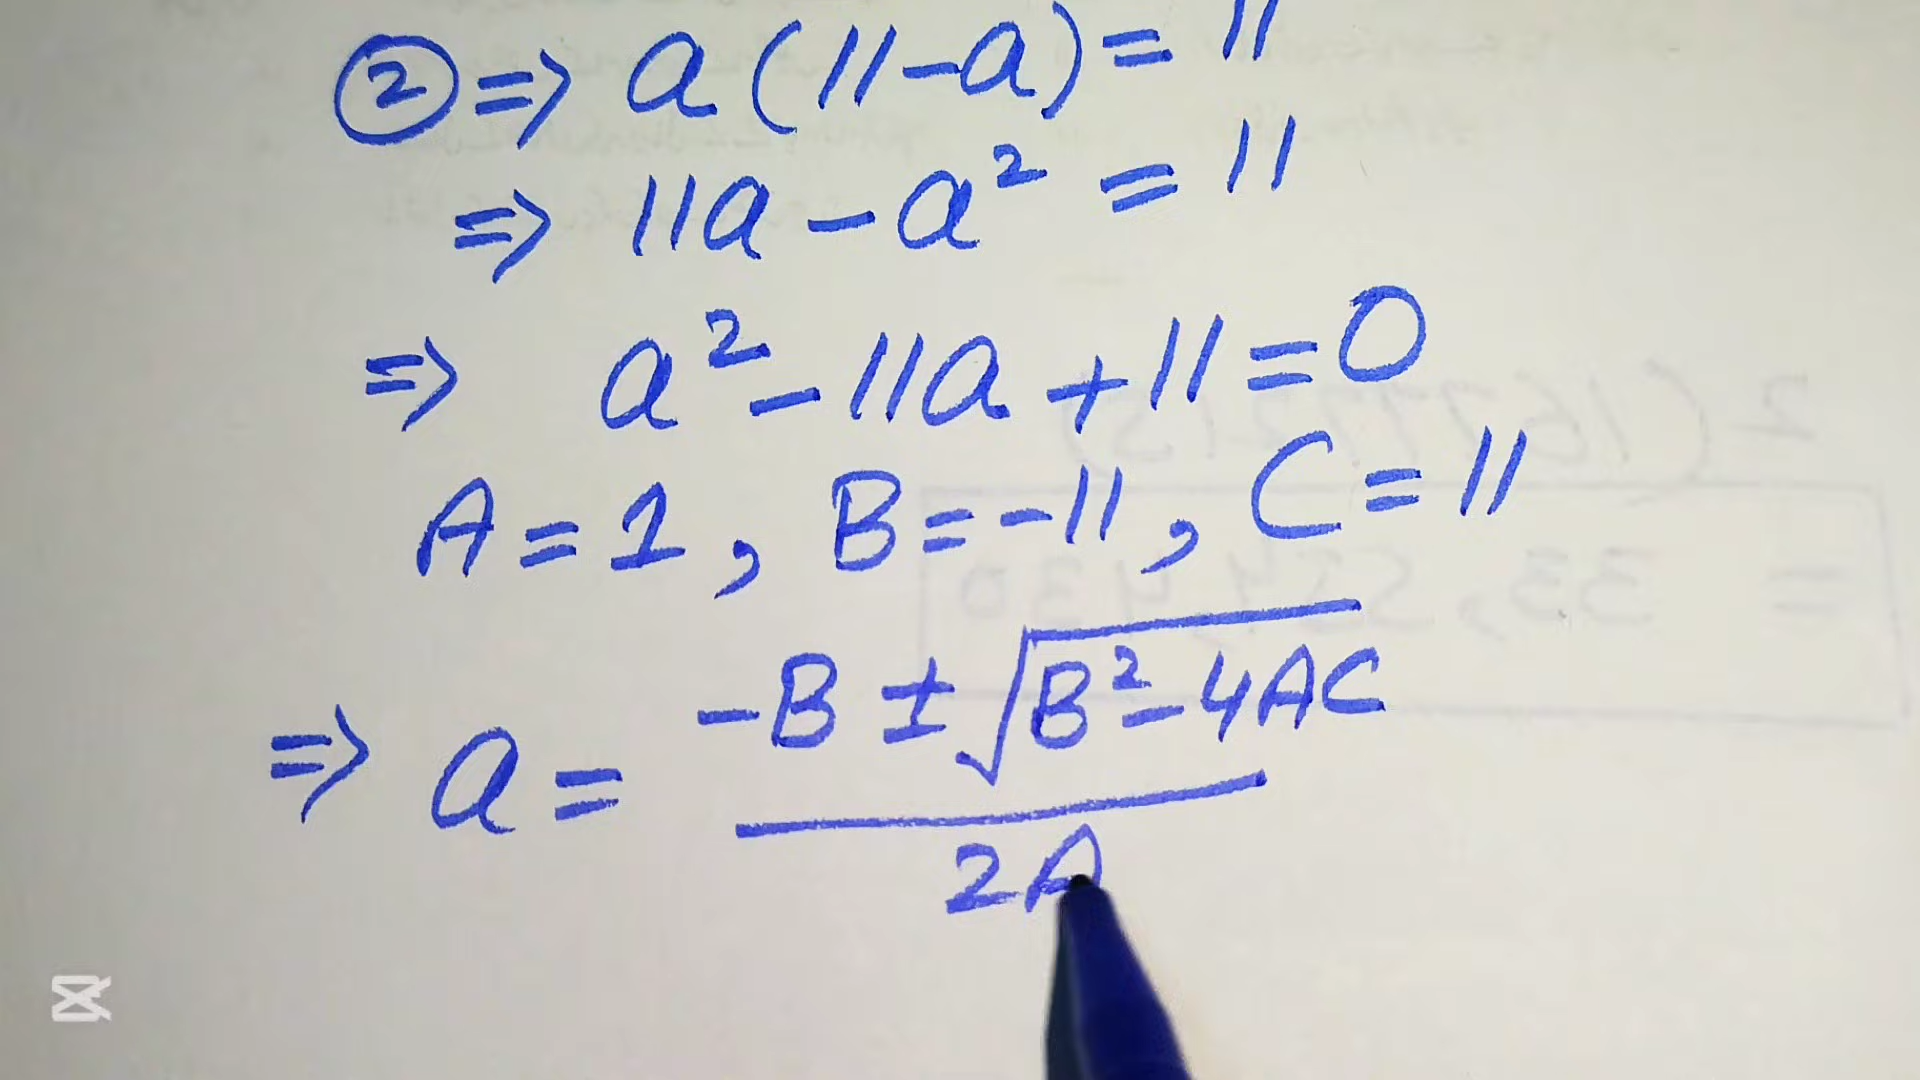 ② => a(11-a) = 11
=> 11a - a² = 11
=> a² - 11a + 11 = 0
A = 1, B = -11, C = 11
=> a = -B ± √B² - 4AC
2A